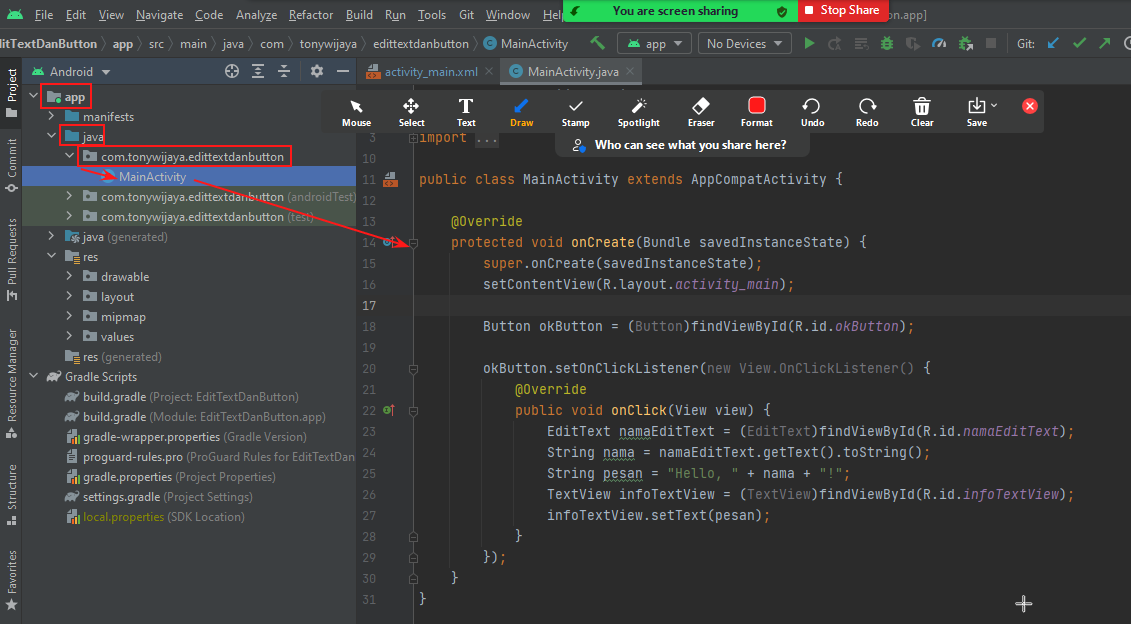 You are screen sharing
Stop Share
File Edit View Navigate Code Analyze Refactor Build Run Tools Git Window Hel on.app]
ditTextDanButton app src main java com tonywijaya edittextdanbutton MainActivity app No Devices Git:
Android
activity_main.xml
MainActivity.java
Project
Commit
Pull Requests
Resource Manager
Structure
Favorites
app
manifests
java
com.tonywijaya.edittextdanbutton
MainActivity
com.tonywijaya.edittextdanbutton (androidTest)
com.tonywijaya.edittextdanbutton (test)
java (generated)
res
drawable
layout
mipmap
values
res (generated)
Gradle Scripts
build.gradle (Project: EditTextDanButton)
build.gradle (Module: EditTextDanButton.app)
gradle-wrapper.properties (Gradle Version)
proguard-rules.pro (ProGuard Rules for EditTextDan
gradle.properties (Project Properties)
settings.gradle (Project Settings)
local.properties (SDK Location)
Mouse Select Text Draw Stamp Spotlight Eraser Format Undo Redo Clear Save
Who can see what you share here?
3 import ...
10
11 public class MainActivity extends AppCompatActivity {
12
13 @Override
14 protected void onCreate(Bundle savedInstanceState) {
15 super.onCreate(savedInstanceState);
16 setContentView(R.layout.activity_main);
17
18 Button okButton = (Button)findViewById(R.id.okButton);
19
20 okButton.setOnClickListener(new View.OnClickListener() {
21 @Override
22 public void onClick(View view) {
23 EditText namaEditText = (EditText)findViewById(R.id.namaEditText);
24 String nama = namaEditText.getText().toString();
25 String pesan = "Hello, " + nama + "!";
26 TextView infoTextView = (TextView)findViewById(R.id.infoTextView);
27 infoTextView.setText(pesan);
28 }
29 });
30 }
31 }